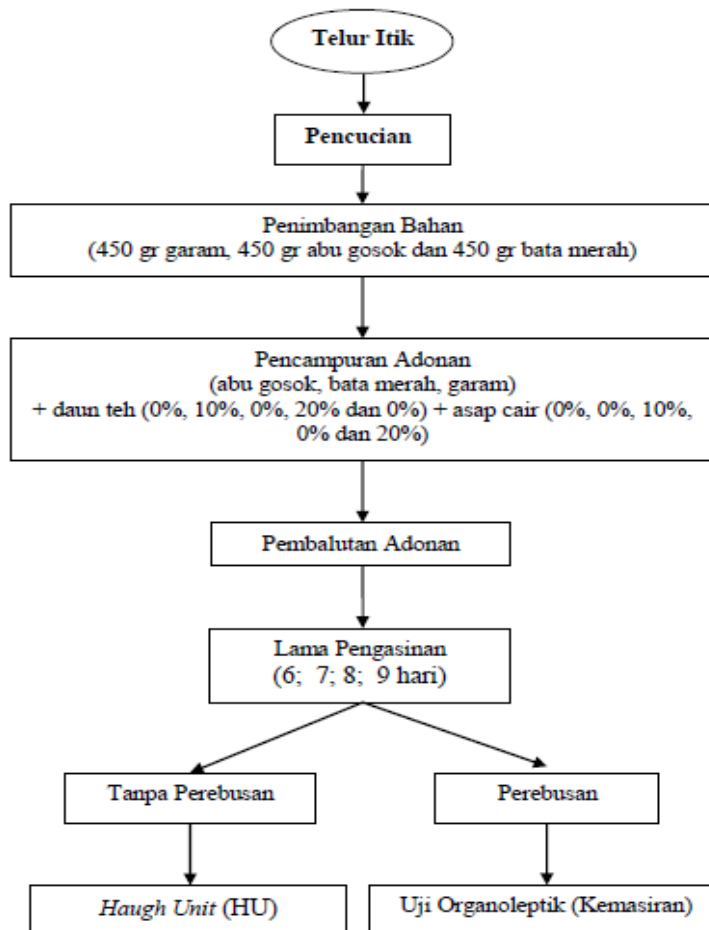 Telur Itik
Pencucian
Penimbangan Bahan
(450 gr garam, 450 gr abu gosok dan 450 gr bata merah)
Pencampuran Adonan
(abu gosok, bata merah, garam)
+ daun teh (0%, 10%, 0%, 20% dan 0%) + asap cair (0%, 0%, 10%,
0% dan 20%)
Pembalutan Adonan
Lama Pengasinan
(6; 7; 8; 9 hari)
Tanpa Perebusan
Perebusan
Haugh Unit (HU)
Uji Organoleptik (Kemasiran)